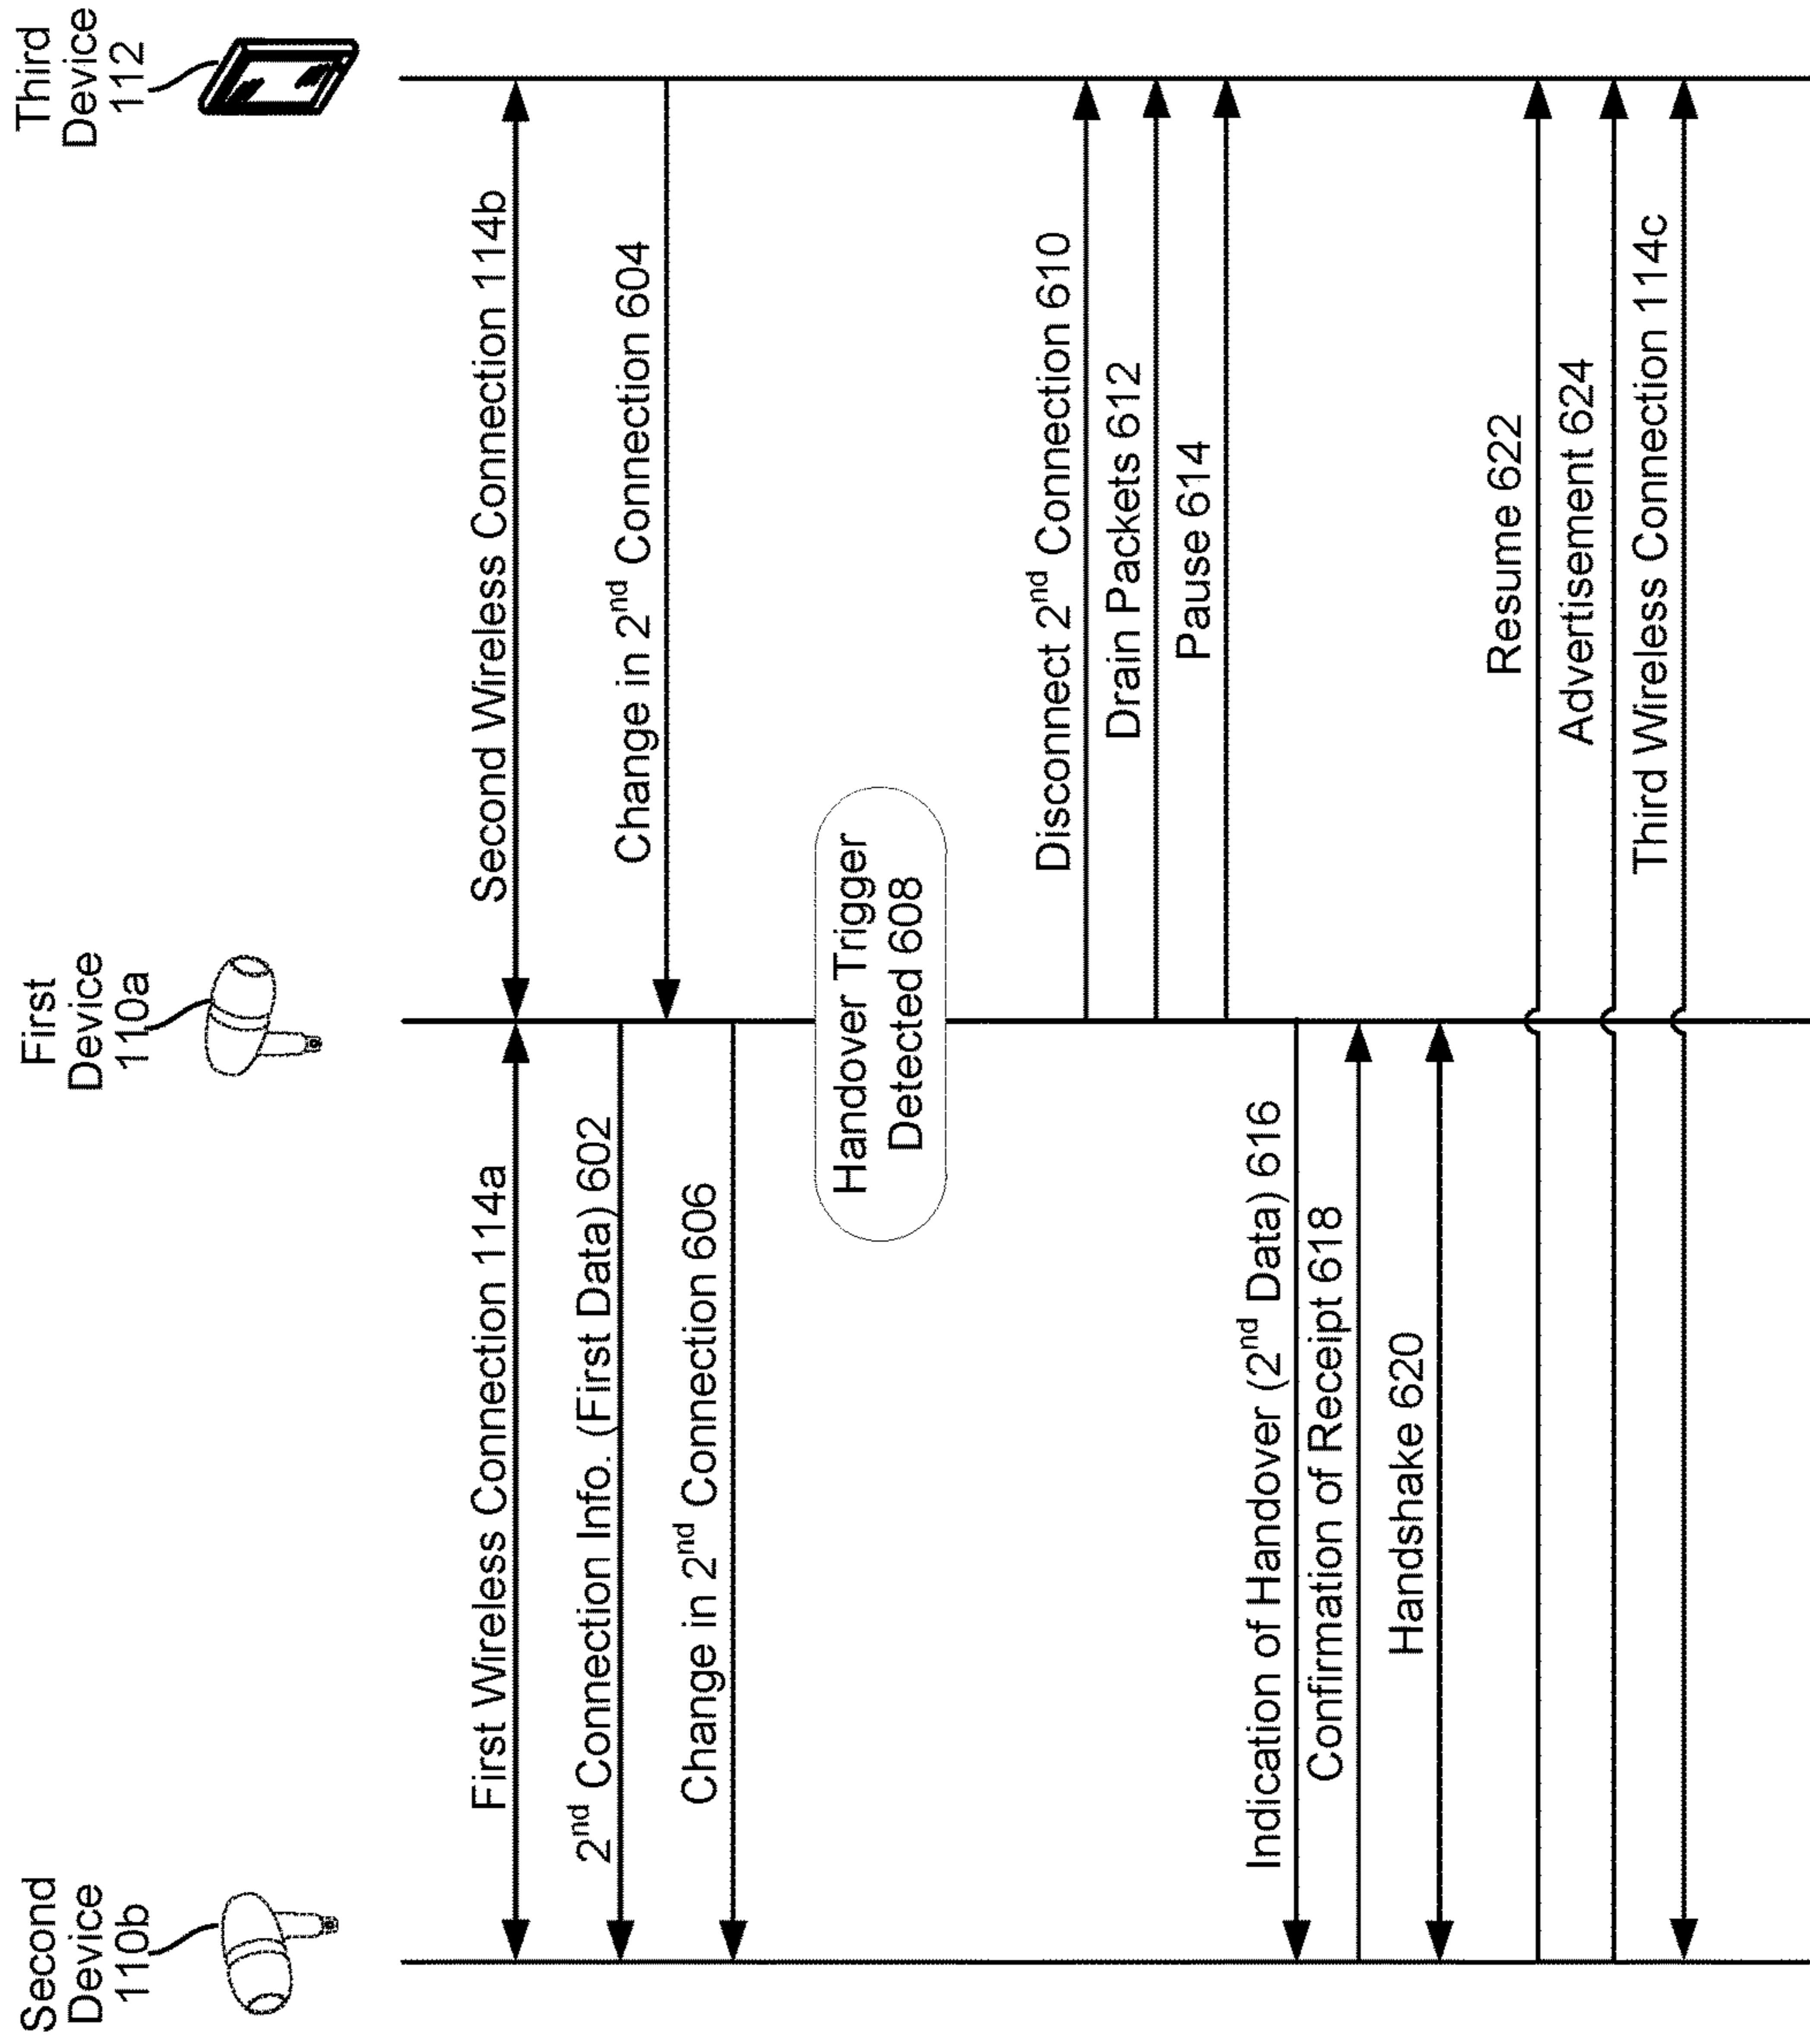 Second
Device
110b
First
Device
110a
Third
Device
112
First Wireless Connection 114a
Second Wireless Connection 114b
2nd Connection Info. (First Data) 602
Change in 2nd Connection 604
Change in 2nd Connection 606
Handover Trigger
Detected 608
Disconnect 2nd Connection 610
Drain Packets 612
Pause 614
Indication of Handover (2nd Data) 616
Confirmation of Receipt 618
Handshake 620
Resume 622
Advertisement 624
Third Wireless Connection 114c